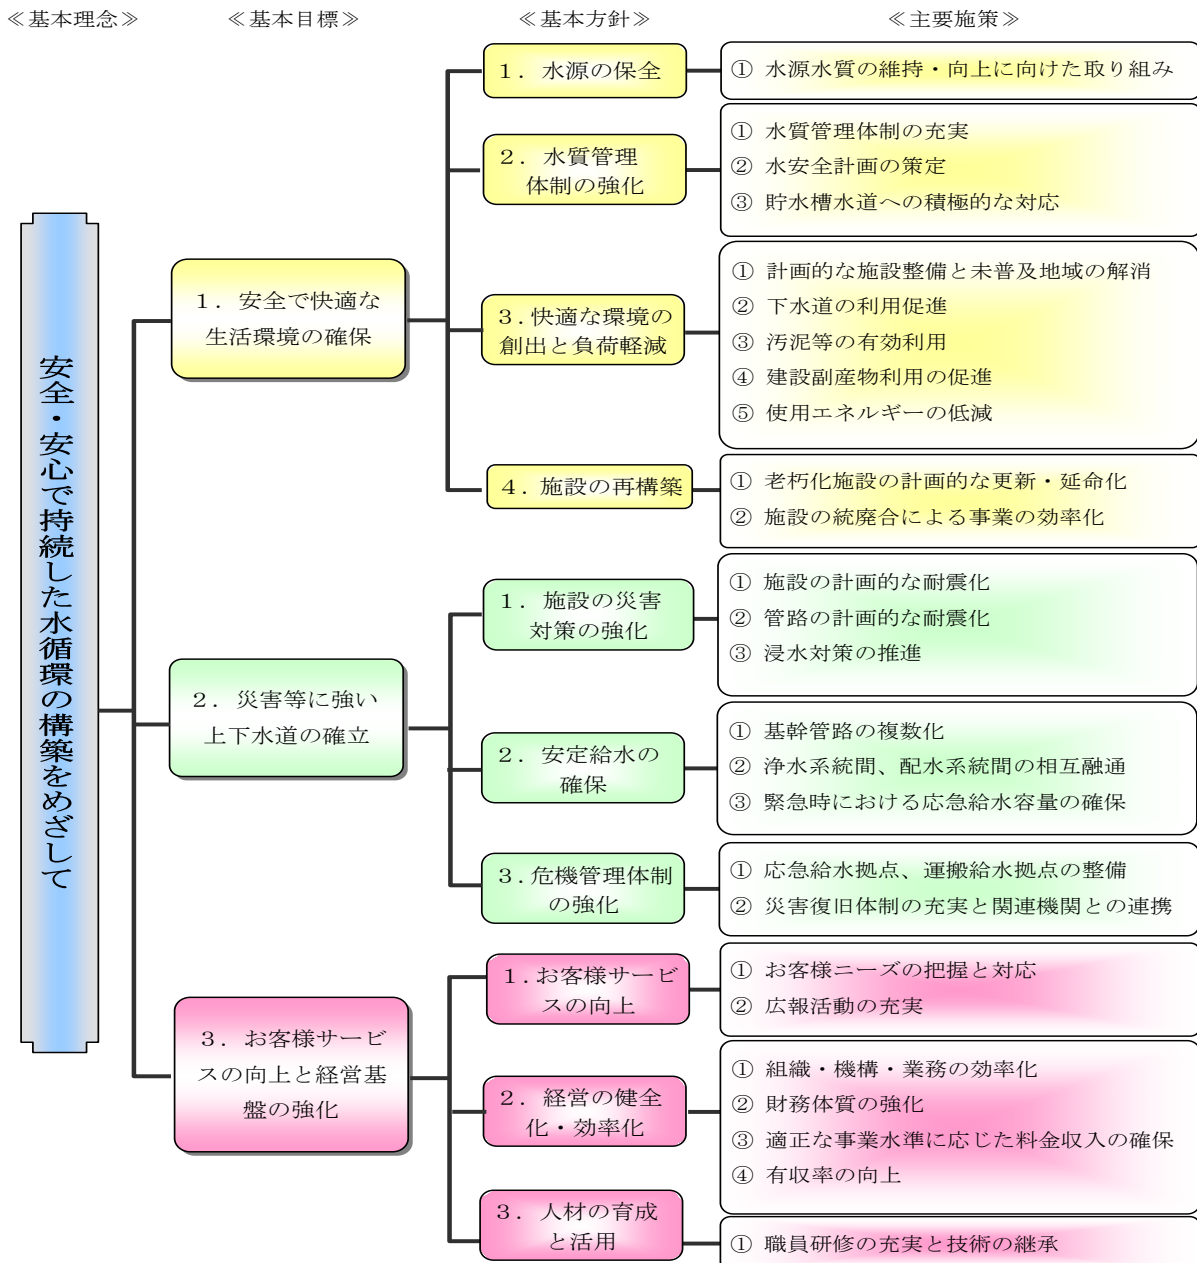 ≪基本理念≫ ≪基本目標≫ ≪基本方針≫ ≪主要施策≫
安全・安心で持続した水循環の構築をめざして
１．安全で快適な
生活環境の確保
１．水源の保全
① 水源水質の維持・向上に向けた取り組み
２．水質管理
体制の強化
① 水質管理体制の充実
② 水安全計画の策定
③ 貯水槽水道への積極的な対応
３.快適な環境の
創出と負荷軽減
① 計画的な施設整備と未普及地域の解消
② 下水道の利用促進
③ 汚泥等の有効利用
④ 建設副産物利用の促進
⑤ 使用エネルギーの低減
４．施設の再構築
① 老朽化施設の計画的な更新・延命化
② 施設の統廃合による事業の効率化
２．災害等に強い
上下水道の確立
１．施設の災害
対策の強化
① 施設の計画的な耐震化
② 管路の計画的な耐震化
③ 浸水対策の推進
２．安定給水の
確保
① 基幹管路の複数化
② 浄水系統間、配水系統間の相互融通
③ 緊急時における応急給水容量の確保
３.危機管理体制
の強化
① 応急給水拠点、運搬給水拠点の整備
② 災害復旧体制の充実と関連機関との連携
３．お客様サービ
スの向上と経営基
盤の強化
１.お客様サービ
スの向上
① お客様ニーズの把握と対応
② 広報活動の充実
２．経営の健全
化・効率化
① 組織・機構・業務の効率化
② 財務体質の強化
③ 適正な事業水準に応じた料金収入の確保
④ 有収率の向上
３．人材の育成
と活用
① 職員研修の充実と技術の継承